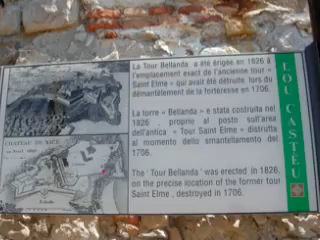 La Tour Bellanda a été érigée en 1826 à
l'emplacement exact de l'ancienne tour «
Saint Elme » qui avait été détruite lors du
démantèlement de la forteresse en 1706.
La torre « Bellanda » e stata costruita nel
1826 proprio al posto sull'area
dell'antica « Tour Saint Elme » distrutta
al momento dello smantellamento del
1706.
The ' Tour Bellanda ' was erected in 1826,
on the precise location of the former tour
Saint Elme , destroyed in 1706.
LOU CASTÈU
CHATEAU DE NICE